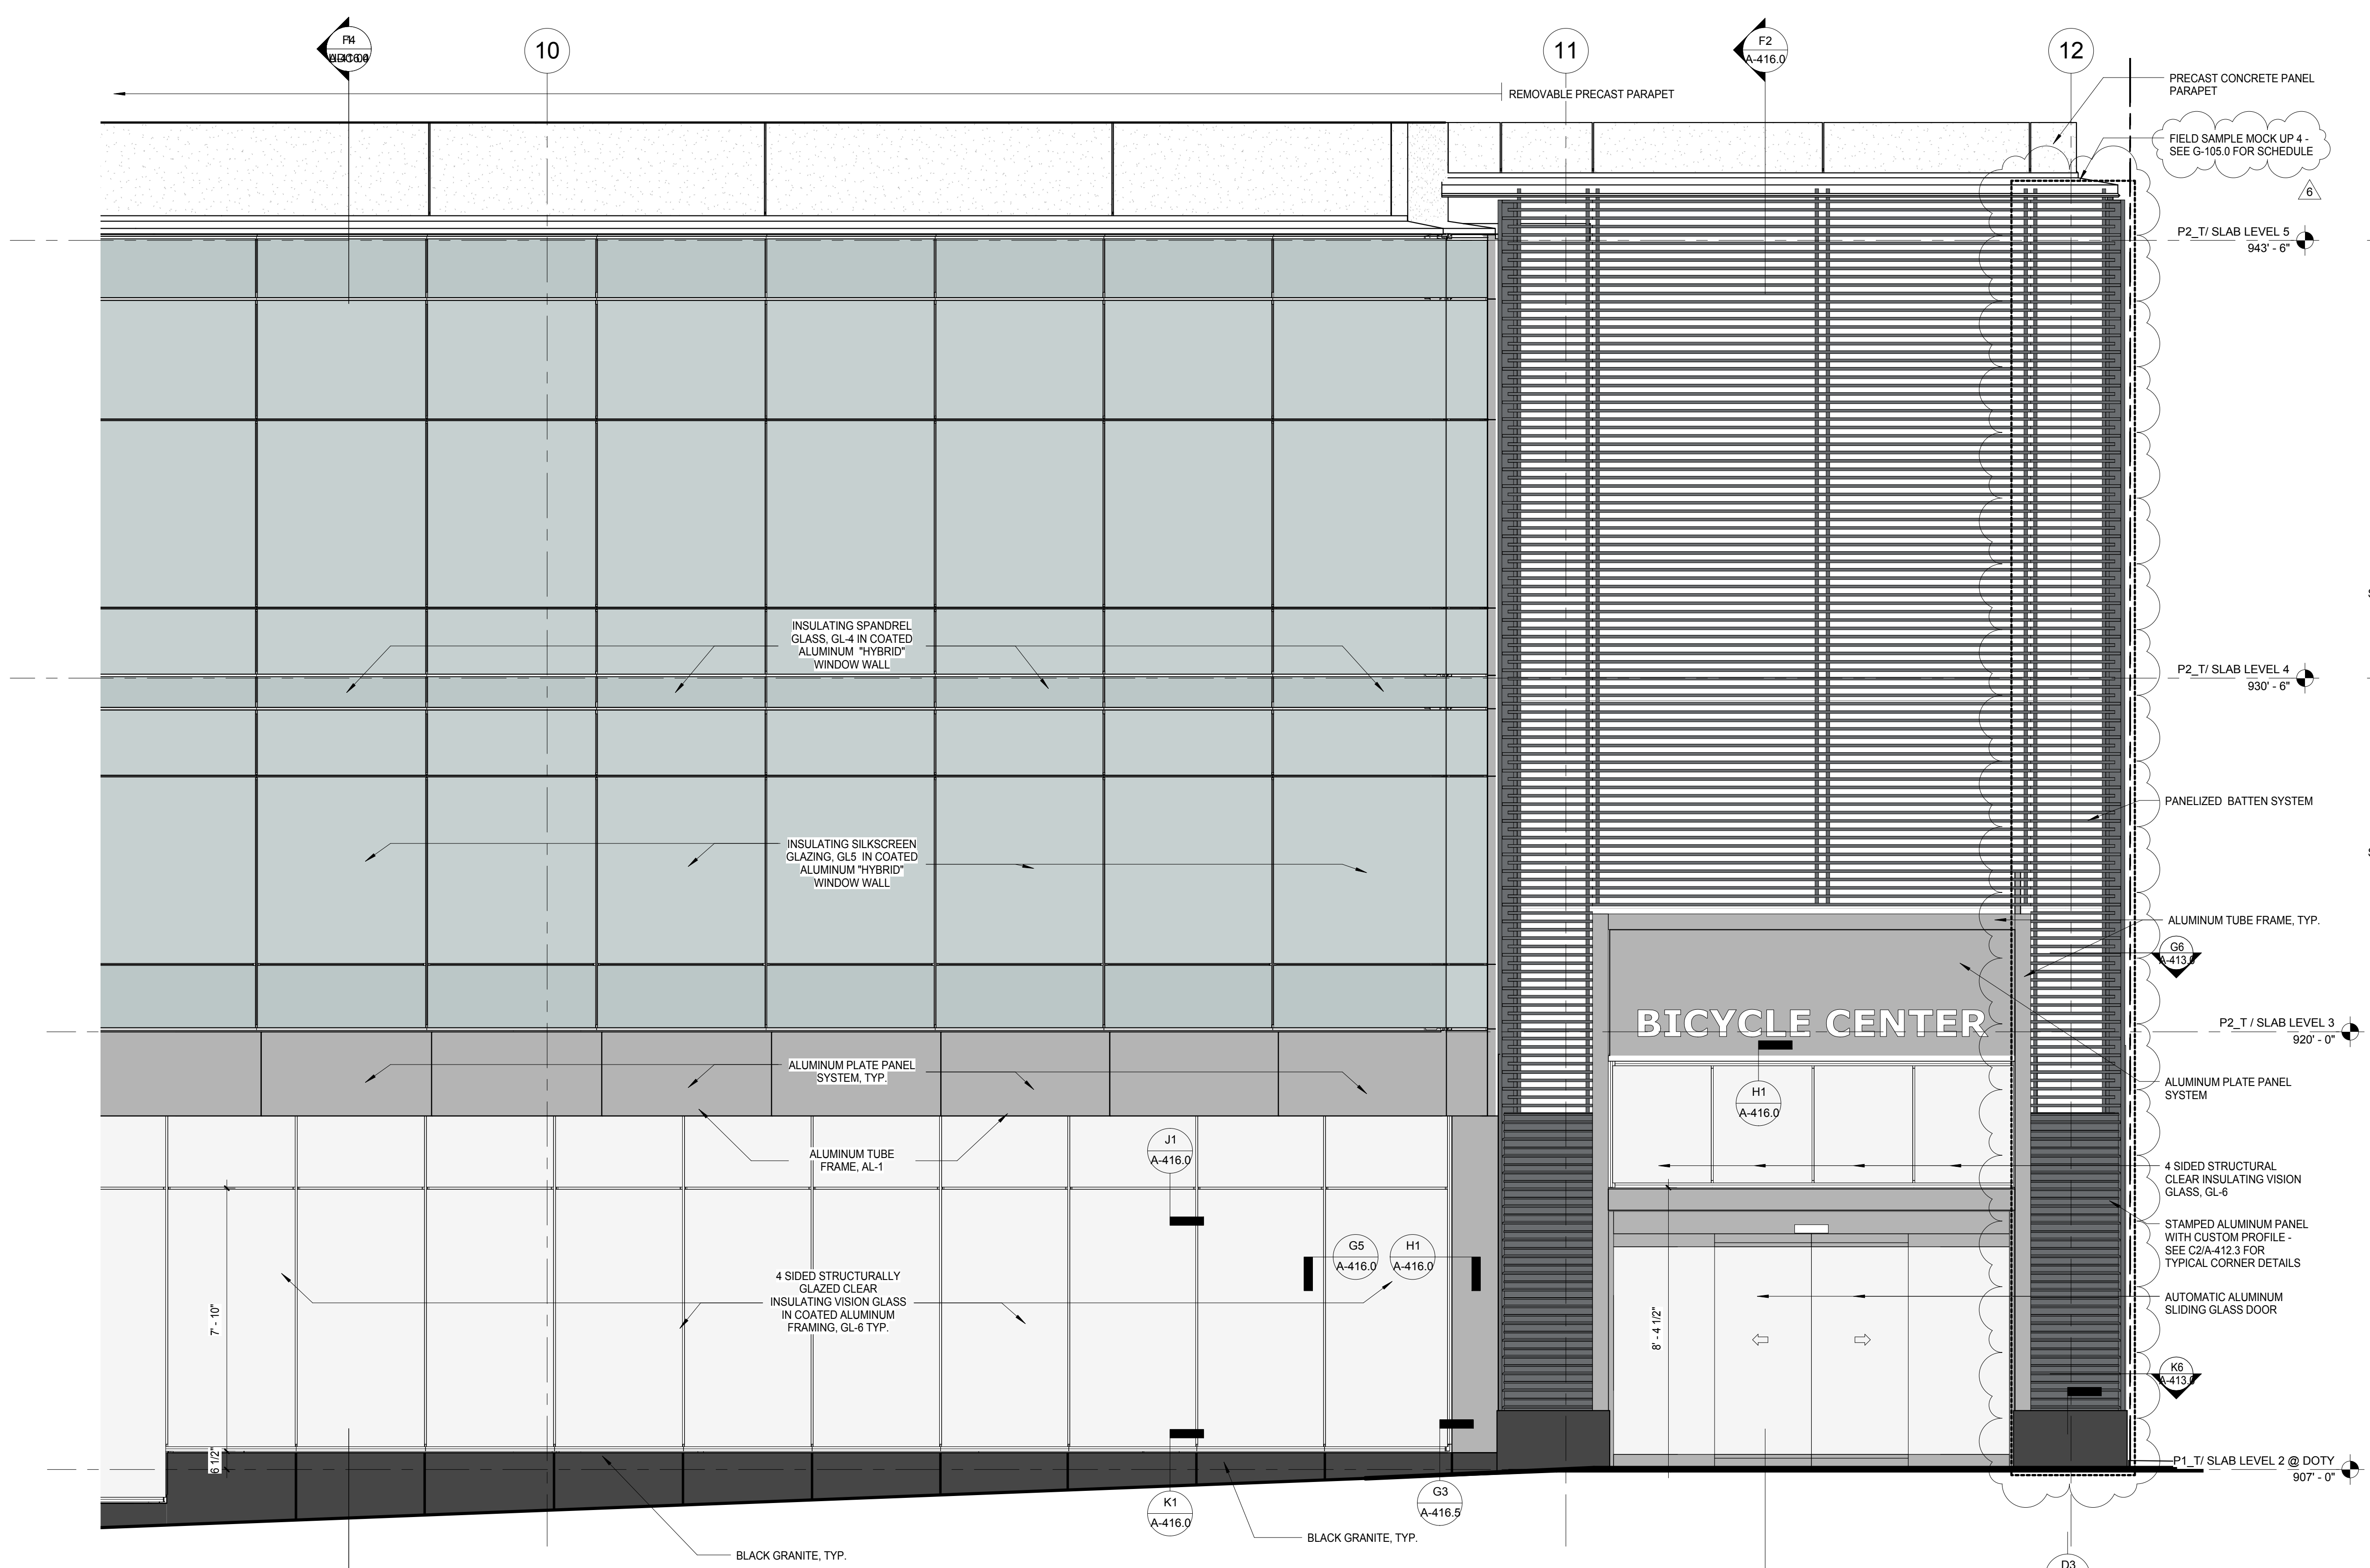 10
11
F2
A-416.0
12
REMOVABLE PRECAST PARAPET
PRECAST CONCRETE PANEL
PARAPET
FIELD SAMPLE MOCK UP 4 -
SEE G-105.0 FOR SCHEDULE
6
P2_T/ SLAB LEVEL 5
943' - 6"
INSULATING SPANDREL
GLASS, GL-4 IN COATED
ALUMINUM "HYBRID"
WINDOW WALL
P2_T/ SLAB LEVEL 4
930' - 6"
PANELIZED BATTEN SYSTEM
INSULATING SILKSCREEN
GLAZING, GL5 IN COATED
ALUMINUM "HYBRID"
WINDOW WALL
ALUMINUM TUBE FRAME, TYP.
G6
A-413.0
BICYCLE CENTER
P2_T / SLAB LEVEL 3
920' - 0"
ALUMINUM PLATE PANEL
SYSTEM, TYP.
H1
A-416.0
ALUMINUM PLATE PANEL
SYSTEM
J1
A-416.0
ALUMINUM TUBE
FRAME, AL-1
4 SIDED STRUCTURAL
CLEAR INSULATING VISION
GLASS, GL-6
STAMPED ALUMINUM PANEL
WITH CUSTOM PROFILE -
SEE C2/A-412.3 FOR
TYPICAL CORNER DETAILS
G5
A-416.0
H1
A-416.0
4 SIDED STRUCTURALLY
GLAZED CLEAR
INSULATING VISION GLASS
IN COATED ALUMINUM
FRAMING, GL-6 TYP.
7' - 10"
8' - 4 1/2"
AUTOMATIC ALUMINUM
SLIDING GLASS DOOR
K6
A-413.0
6 1/2"
P1_T/ SLAB LEVEL 2 @ DOTY
907' - 0"
K1
A-416.0
G3
A-416.5
BLACK GRANITE, TYP.
BLACK GRANITE, TYP.
D3